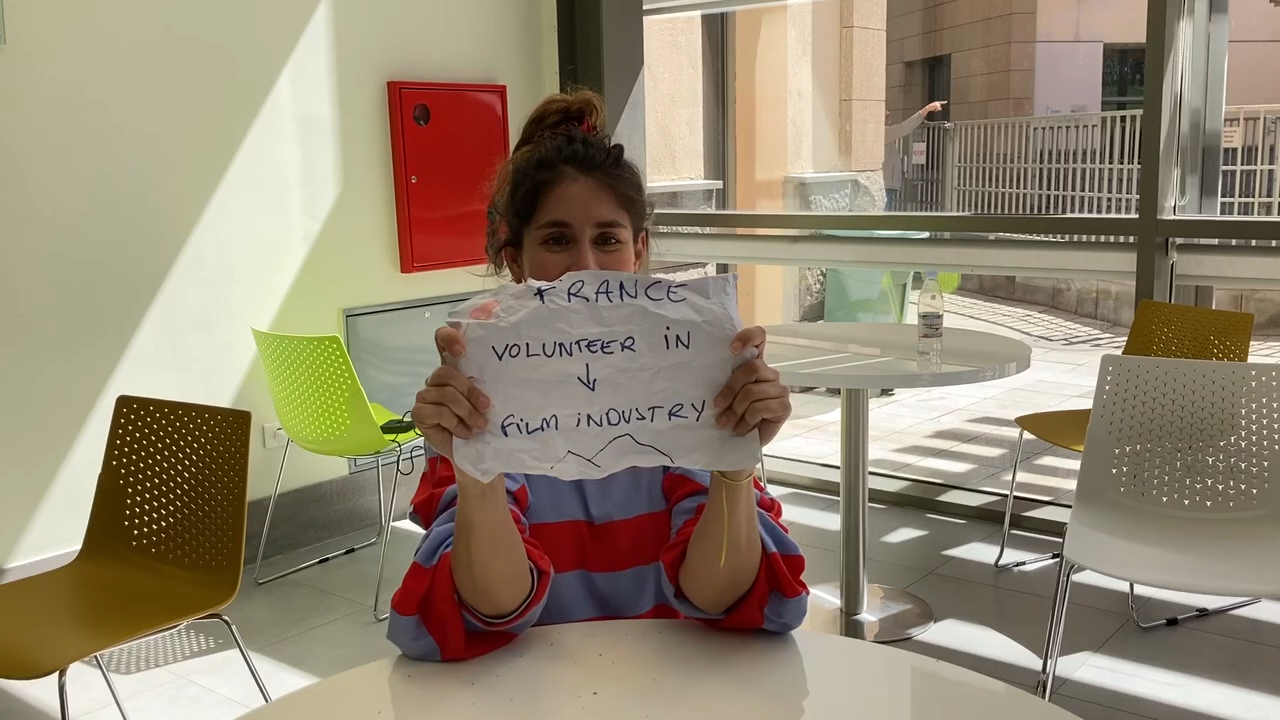 FRANCE
VOLUNTEER IN
↓
FILM INDUSTRY